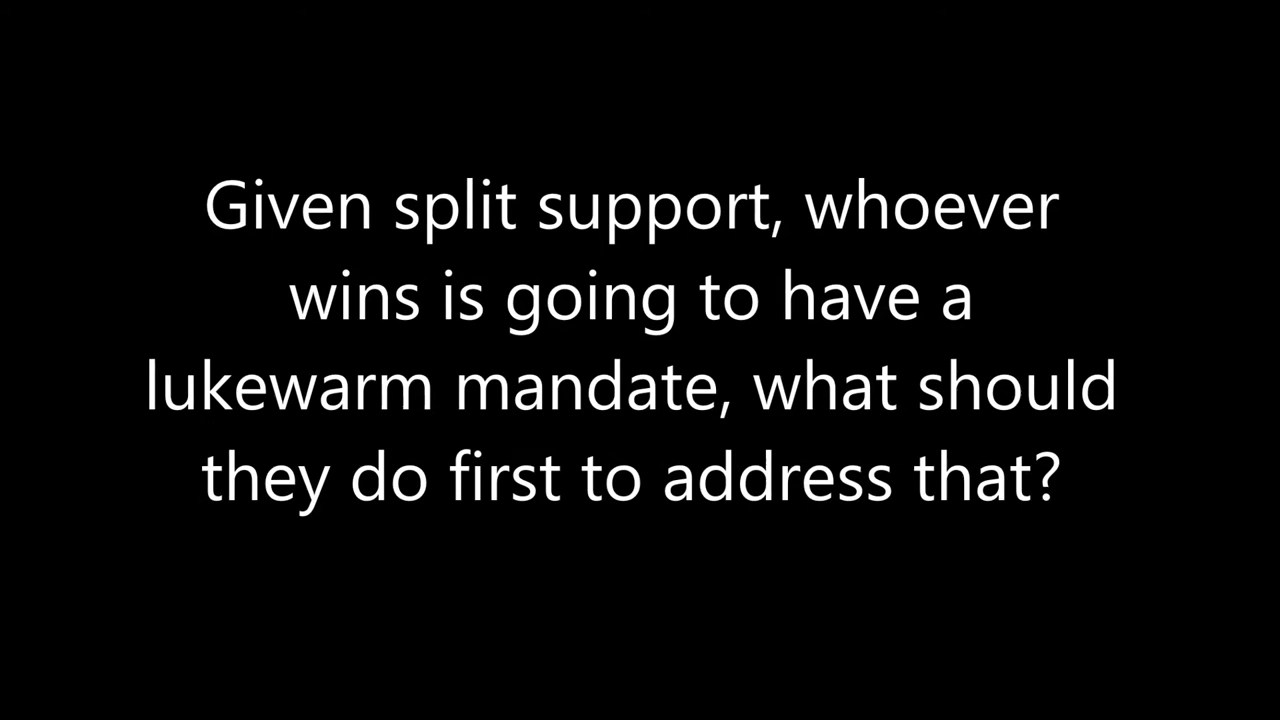 Given split support, whoever
wins is going to have a
lukewarm mandate, what should
they do first to address that?